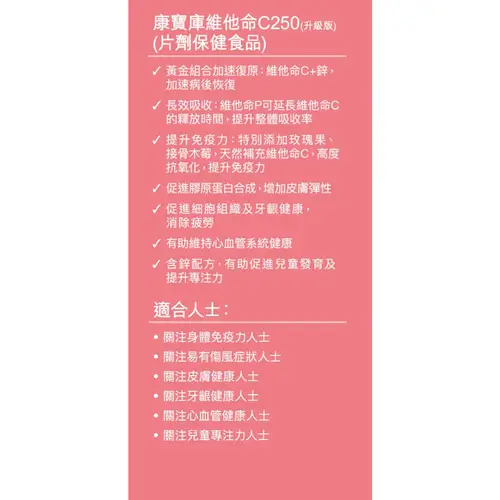 康寶庫維他命C250(升級版)
(片劑保健食品)
✓ 黃金組合加速復原：維他命C+鋅，
加速病後恢復
✓ 長效吸收：維他命P可延長維他命C
的釋放時間，提升整體吸收率
✓ 提升免疫力：特別添加玫瑰果、
接骨木莓，天然補充維他命C，高度
抗氧化，提升免疫力
✓ 促進膠原蛋白合成，增加皮膚彈性
✓ 促進細胞組織及牙齦健康，
消除疲勞
✓ 有助維持心血管系統健康
✓ 含鋅配方，有助促進兒童發育及
提升專注力
適合人士：
• 關注身體免疫力人士
• 關注易有傷風症狀人士
• 關注皮膚健康人士
• 關注牙齦健康人士
• 關注心血管健康人士
• 關注兒童專注力人士